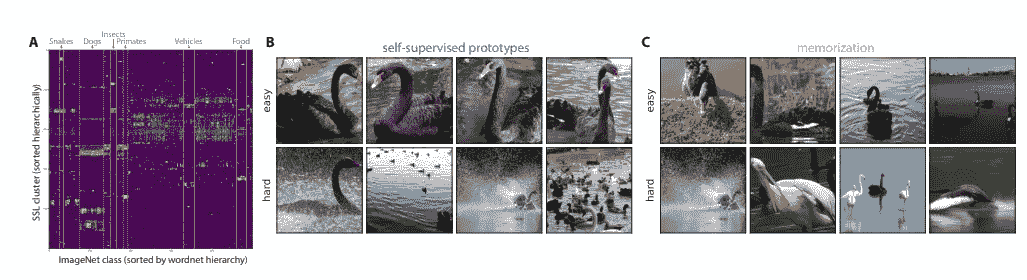 A
Insects
Snakes Dogs Primates Vehicles Food
SSL cluster (sorted hierarchically)
ImageNet class (sorted by wordnet hierarchy)
B
self-supervised prototypes
easy
hard
C
memorization
easy
hard